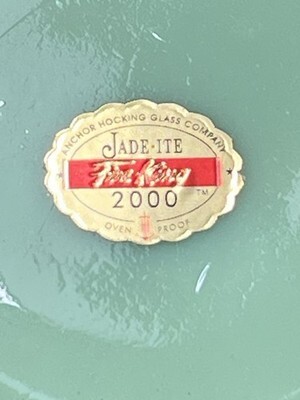 ANCHOR HOCKING GLASS COMPANY
JADE·ITE
Fire King
2000 ™
OVEN PROOF